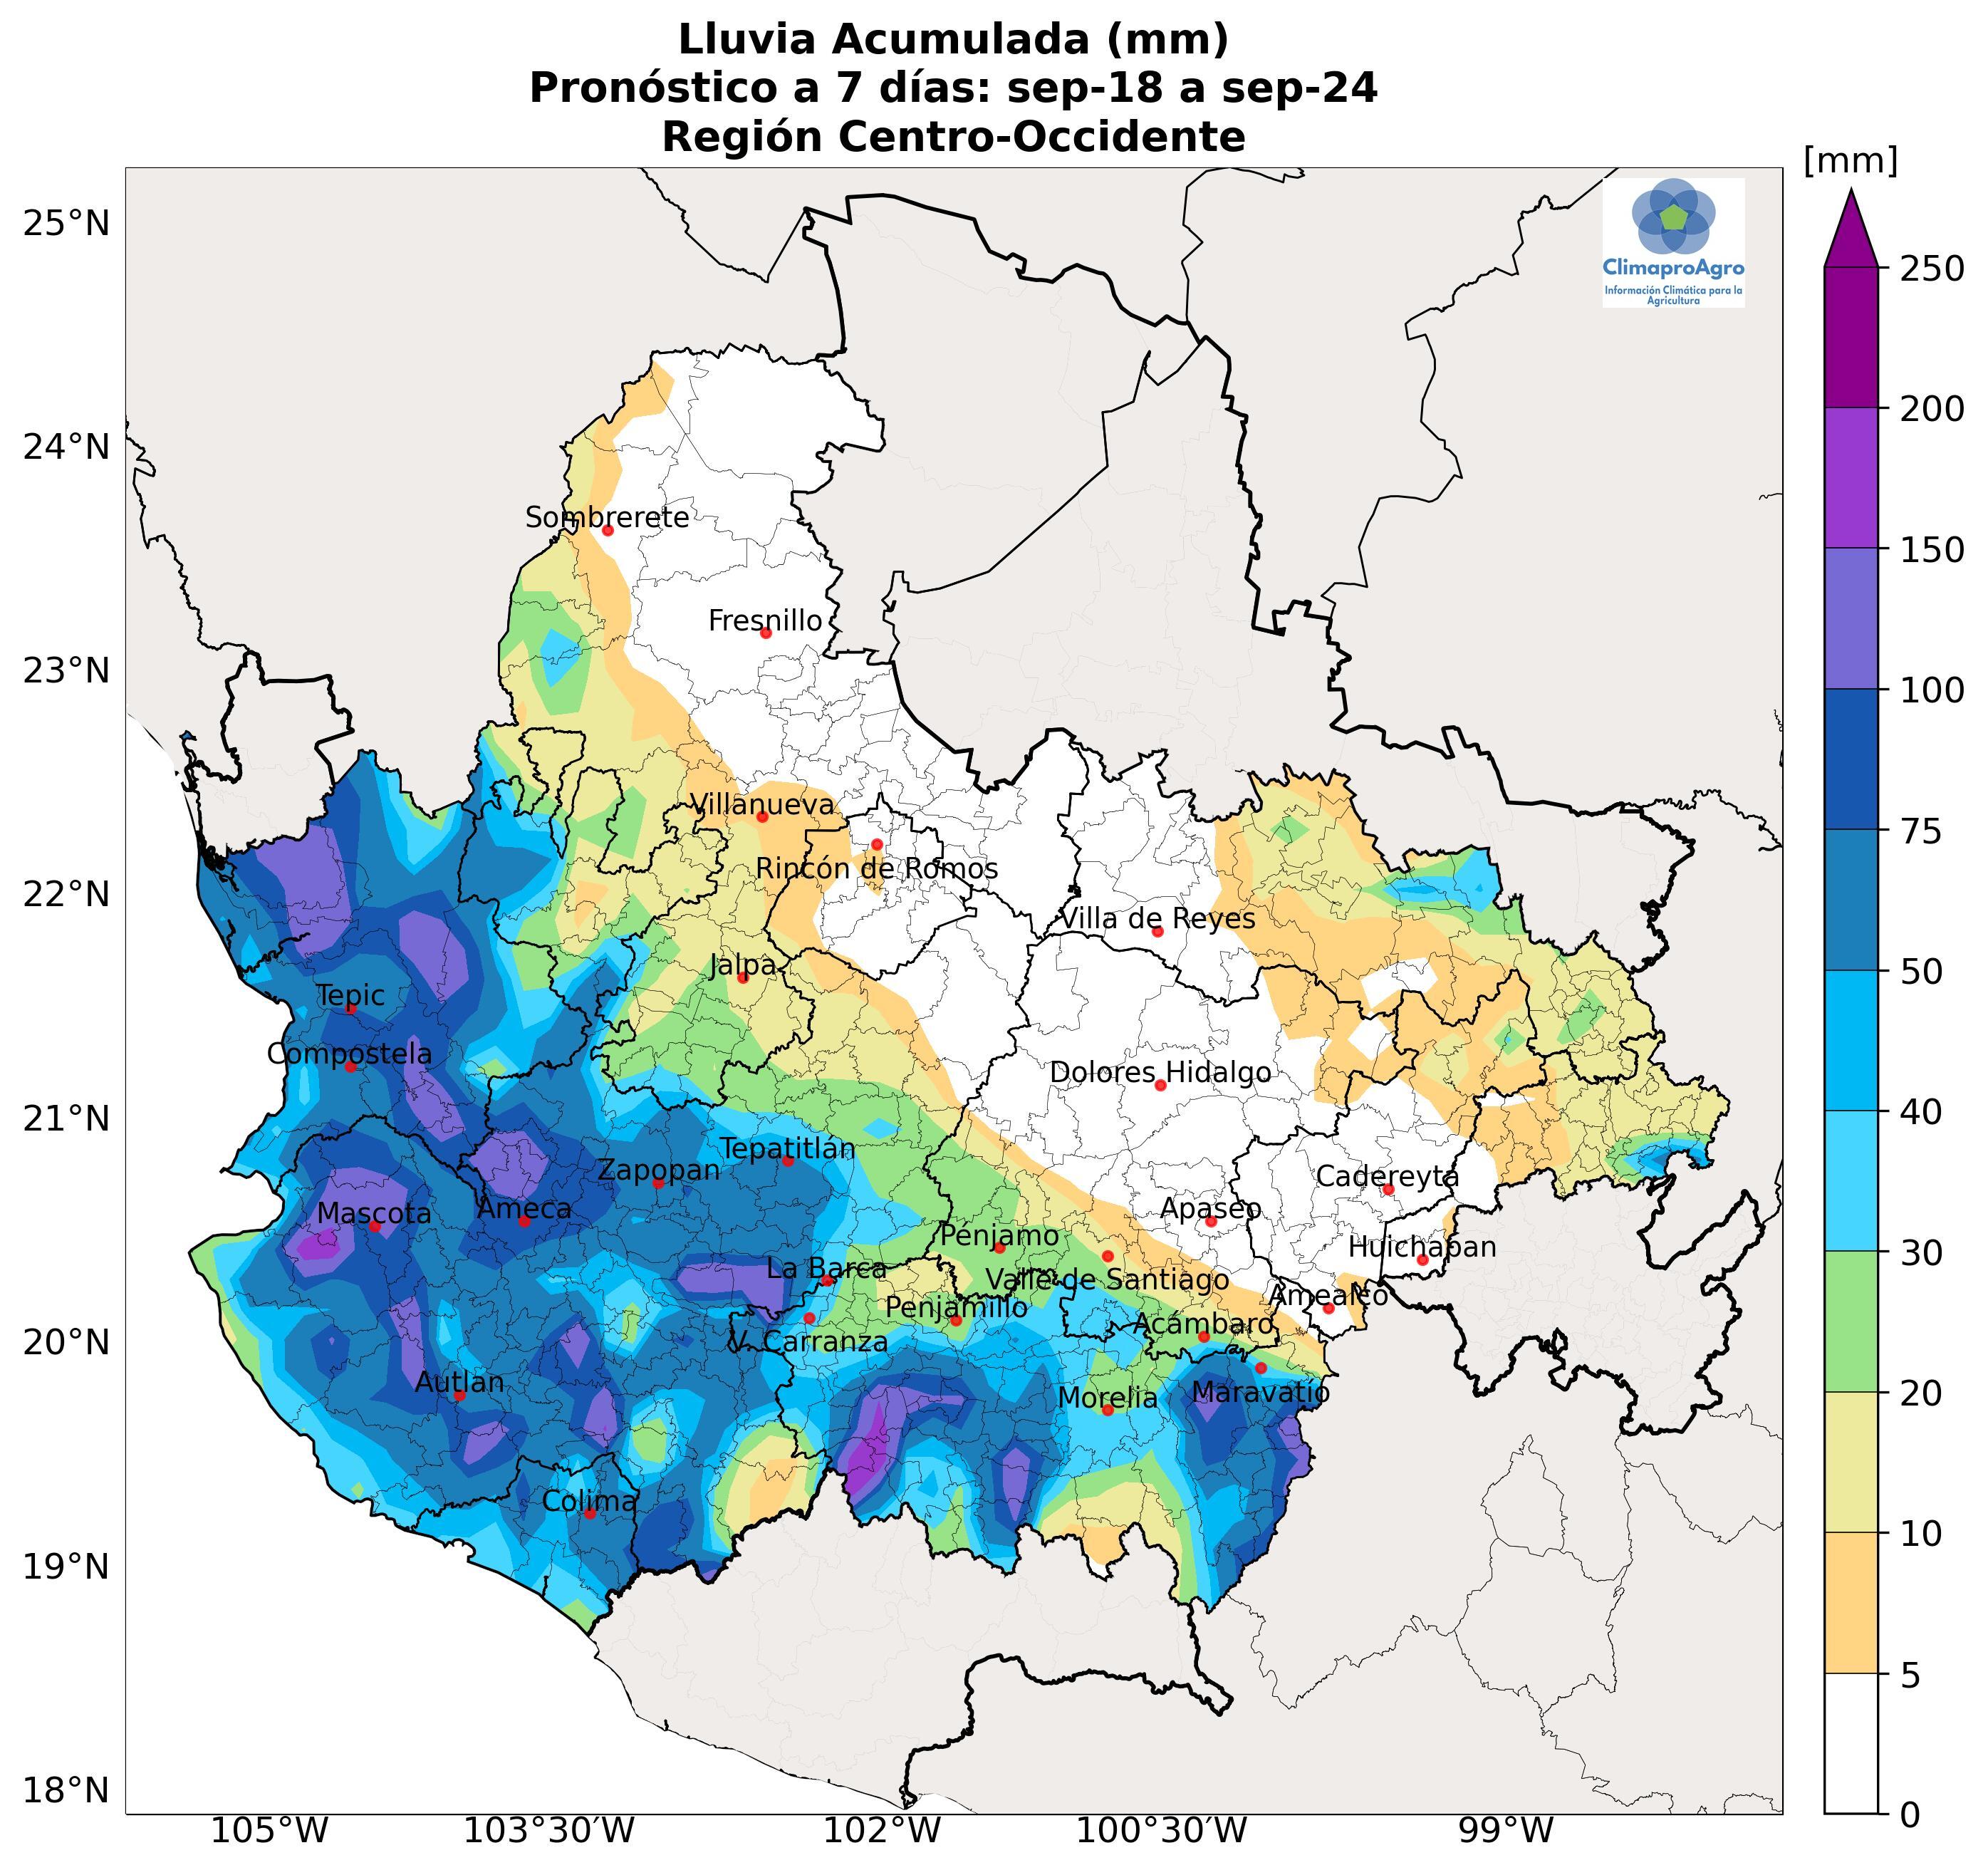 Lluvia Acumulada (mm)
Pronóstico a 7 días: sep-18 a sep-24
Región Centro-Occidente
[mm]
ClimaproAgro
Información Climática para la
Agricultura
25°N
24°N
23°N
22°N
21°N
20°N
19°N
18°N
Sombrerete
Fresnillo
Villanueva
Rincón de Romos
Villa de Reyes
Jalpa
Tepic
Compostela
Dolores Hidalgo
Tepatitlán
Zapopan
Cadereyta
Mascota
Ameca
Apaseo
Pénjamo
Huichapan
La Barca
Valle de Santiago
Amealco
Penjamillo
Acámbaro
V. Carranza
Autlan
Morelia
Maravatío
Colima
105°W
103°30'W
102°W
100°30'W
99°W
250
200
150
100
75
50
40
30
20
10
5
0